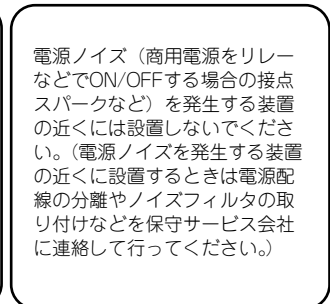 電源ノイズ（商用電源をリレー
などでON/OFFする場合の接点
スパークなど）を発生する装置
の近くには設置しないでくださ
い。（電源ノイズを発生する装置
の近くに設置するときは電源配
線の分離やノイズフィルタの取
り付けなどを保守サービス会社
に連絡して行ってください。）